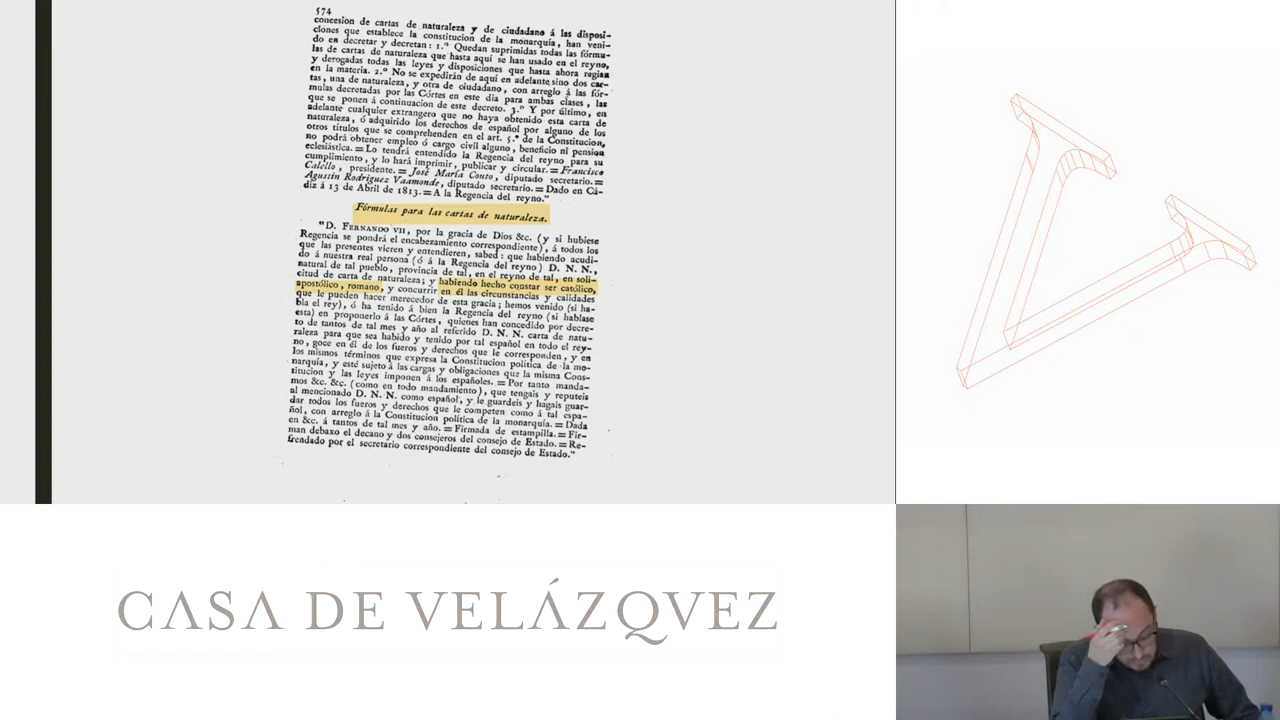 574
concesion de cartas de naturaleza y de ciudadano á las disposi-
ciones que establece la constitucion de la monarquía, han veni-
do en decretar y decretan: 1.º Quedan suprimidas todas las fórmu-
las de cartas de naturaleza que hasta aquí se han usado en el reyno,
y derogadas todas las leyes y disposiciones que hasta ahora regian
en la materia. 2.º No se expedirán de aquí en adelante sino dos car-
tas, una de naturaleza, y otra de ciudadano, con arreglo á las fór-
mulas decretadas por las Córtes en este dia para ambas clases, las
que se ponen á continuacion de este decreto. 3.º Y por último, en
adelante cualquier extrangero que no haya obtenido esta carta de
naturaleza, ó adquirido los derechos de español por alguno de los
otros títulos que se comprehenden en el art. 5.º de la Constitucion,
no podrá obtener empleo ó cargo civil alguno, beneficio ni pension
eclesiástica. = Lo tendrá entendido la Regencia del reyno para su
cumplimiento, y lo hará imprimir, publicar y circular. = Francisco
Calello, presidente. = José María Couto, diputado secretario. =
Agustin Rodriguez Vaamonde, diputado secretario. = Dado en Cá-
diz á 13 de Abril de 1813. = A la Regencia del reyno."
Fórmulas para las cartas de naturaleza.
"D. FERNANDO VII, por la gracia de Dios &c. (y si hubiese
Regencia se pondrá el encabezamiento correspondiente), á todos los
que las presentes vieren y entendieren, sabed: que habiendo acudi-
do á nuestra real persona (ó á la Regencia del reyno) D. N. N.,
natural de tal pueblo, provincia de tal, en el reyno de tal, en soli-
citud de carta de naturaleza; y habiendo hecho constar ser católico,
apostólico, romano, y concurrir en él las circunstancias y calidades
que le pueden hacer merecedor de esta gracia; hemos venido (si ha-
bla el rey), ó ha tenido á bien la Regencia del reyno (si hablase
esta) en proponerlo á las Córtes, quienes han concedido por decre-
to de tantos de tal mes y año al referido D. N. N. carta de natu-
raleza para que sea habido y tenido por tal español en todo el rey-
no, goce en él de los fueros y derechos que le corresponden, y en
los mismos términos que expresa la Constitucion política de la mo-
narquía, y esté sujeto á las cargas y obligaciones que la misma Cons-
titucion y las leyes imponen á los españoles. = Por tanto manda-
mos &c. &c. (como en todo mandamiento), que tengais y reputeis
al mencionado D. N. N. como español, y le guardeis y hagais guar-
dar todos los fueros y derechos que le competen como á tal espa-
ñol, con arreglo á la Constitucion política de la monarquía. = Dada
en &c. á tantos de tal mes y año. = Firmada de estampilla. = Fir-
man debaxo el decano y dos consejeros del consejo de Estado. = Re-
frendado por el secretario correspondiente del consejo de Estado."
CASA DE VELÁZQVEZ
V